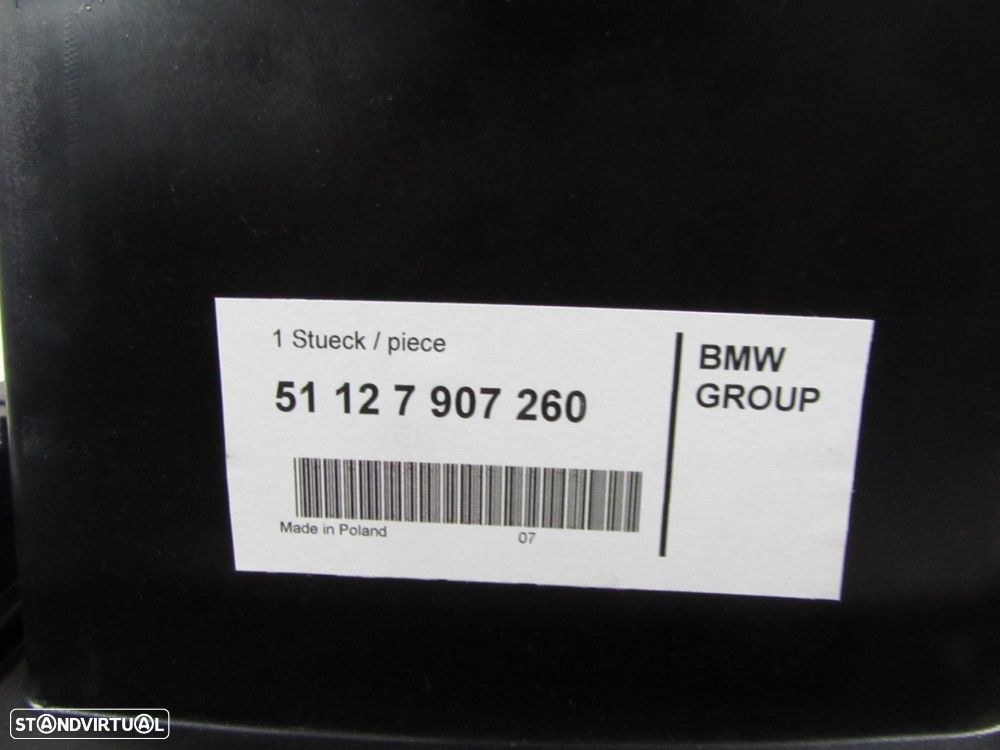 1 Stueck / piece
51 12 7 907 260
BMW
GROUP
Made in Poland
07
STANDVIRTUAL